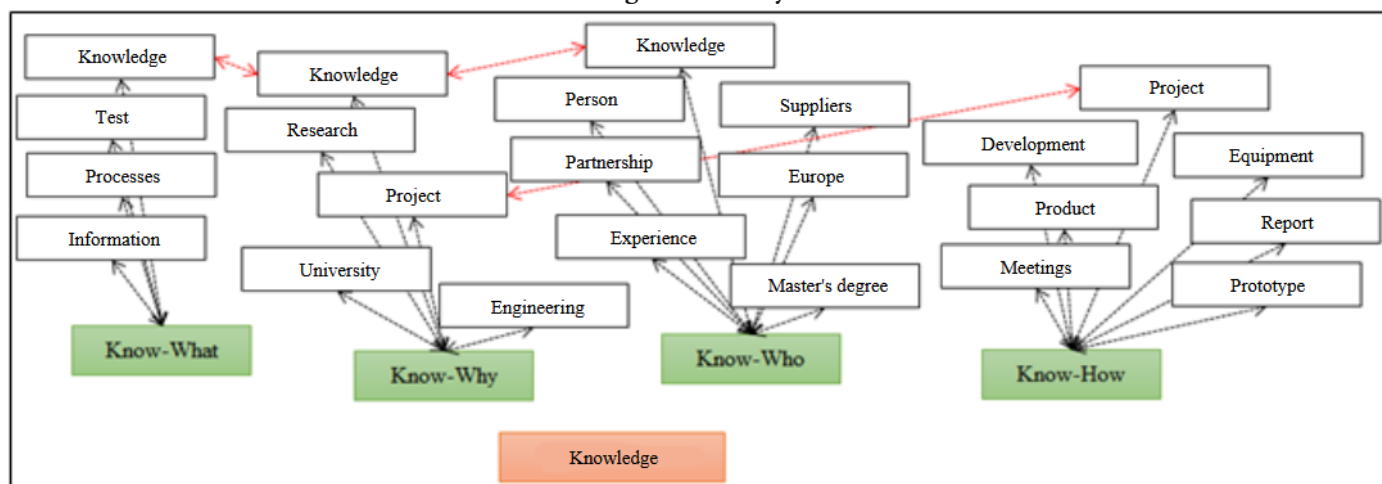 Knowledge
Knowledge
Knowledge
Project
Test
Research
Person
Suppliers
Development
Equipment
Processes
Project
Partnership
Europe
Product
Report
Information
University
Experience
Master's degree
Meetings
Prototype
Engineering
Know-What
Know-Why
Know-Who
Know-How
Knowledge